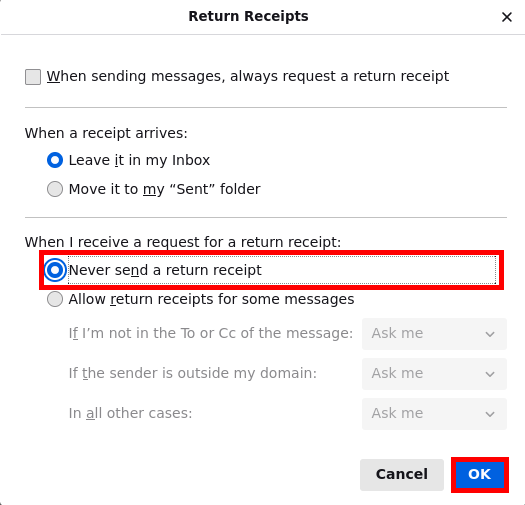 Return Receipts
When sending messages, always request a return receipt
When a receipt arrives:
Leave it in my Inbox
Move it to my “Sent” folder
When I receive a request for a return receipt:
Never send a return receipt
Allow return receipts for some messages
If I’m not in the To or Cc of the message: Ask me
If the sender is outside my domain: Ask me
In all other cases: Ask me
Cancel OK